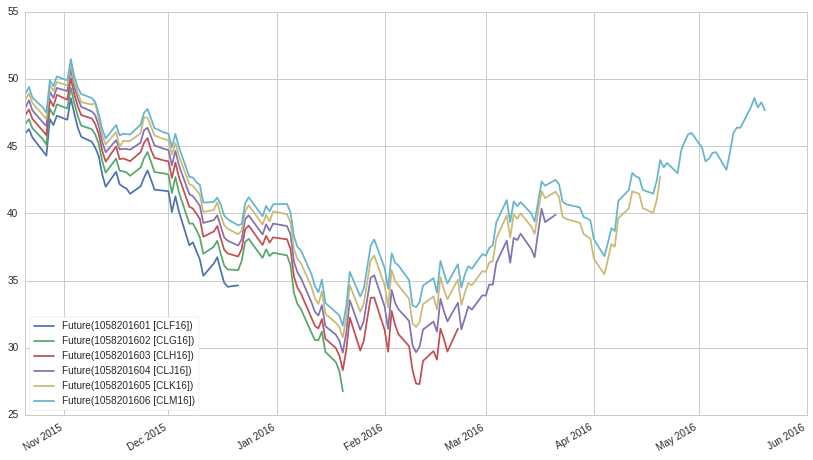 55
50
45
40
35
30
25
Future(1058201601 [CLF16])
Future(1058201602 [CLG16])
Future(1058201603 [CLH16])
Future(1058201604 [CLJ16])
Future(1058201605 [CLK16])
Future(1058201606 [CLM16])
Nov 2015
Dec 2015
Jan 2016
Feb 2016
Mar 2016
Apr 2016
May 2016
Jun 2016